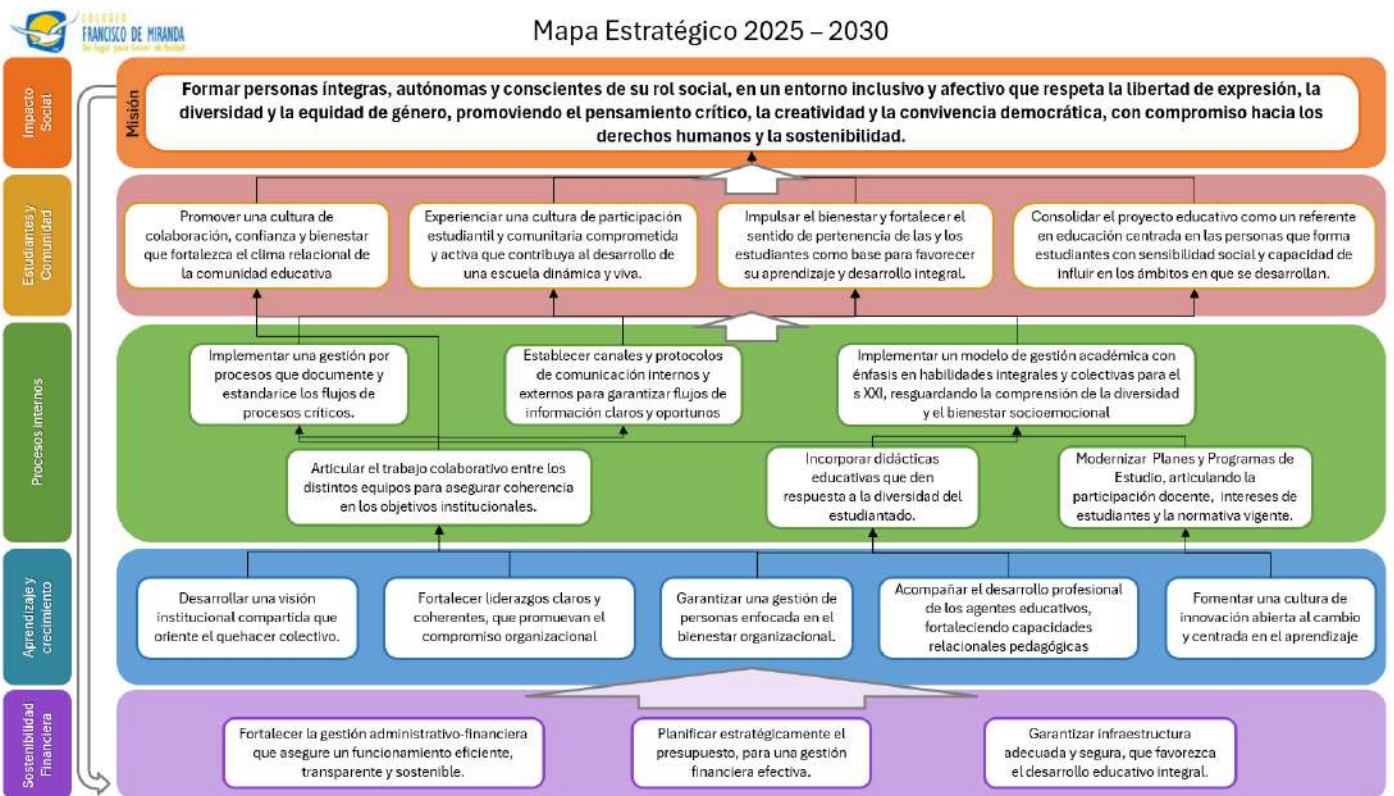 COLEGIO
FRANCISCO DE MIRANDA
Un lugar para Crecer de Verdad
Mapa Estratégico 2025 – 2030
Impacto
Social
Misión
Formar personas íntegras, autónomas y conscientes de su rol social, en un entorno inclusivo y afectivo que respeta la libertad de expresión, la
diversidad y la equidad de género, promoviendo el pensamiento crítico, la creatividad y la convivencia democrática, con compromiso hacia los
derechos humanos y la sostenibilidad.
Estudiantes y
Comunidad
Promover una cultura de
colaboración, confianza y bienestar
que fortalezca el clima relacional de
la comunidad educativa
Experienciar una cultura de participación
estudiantil y comunitaria comprometida
y activa que contribuya al desarrollo de
una escuela dinámica y viva.
Impulsar el bienestar y fortalecer el
sentido de pertenencia de las y los
estudiantes como base para favorecer
su aprendizaje y desarrollo integral.
Consolidar el proyecto educativo como un referente
en educación centrada en las personas que forma
estudiantes con sensibilidad social y capacidad de
influir en los ámbitos en que se desarrollan.
Procesos internos
Implementar una gestión por
procesos que documente y
estandarice los flujos de
procesos críticos.
Establecer canales y protocolos
de comunicación internos y
externos para garantizar flujos de
información claros y oportunos
Implementar un modelo de gestión académica con
énfasis en habilidades integrales y colectivas para el
s XXI, resguardando la comprensión de la diversidad
y el bienestar socioemocional
Articular el trabajo colaborativo entre los
distintos equipos para asegurar coherencia
en los objetivos institucionales.
Incorporar didácticas
educativas que den
respuesta a la diversidad del
estudiantado.
Modernizar Planes y Programas de
Estudio, articulando la
participación docente, intereses de
estudiantes y la normativa vigente.
Aprendizaje y
crecimiento
Desarrollar una visión
institucional compartida que
oriente el quehacer colectivo.
Fortalecer liderazgos claros y
coherentes, que promuevan el
compromiso organizacional
Garantizar una gestión de
personas enfocada en el
bienestar organizacional.
Acompañar el desarrollo profesional
de los agentes educativos,
fortaleciendo capacidades
relacionales pedagógicas
Fomentar una cultura de
innovación abierta al cambio
y centrada en el aprendizaje
Sostenibilidad
Financiera
Fortalecer la gestión administrativo-financiera
que asegure un funcionamiento eficiente,
transparente y sostenible.
Planificar estratégicamente el
presupuesto, para una gestión
financiera efectiva.
Garantizar infraestructura
adecuada y segura, que favorezca
el desarrollo educativo integral.